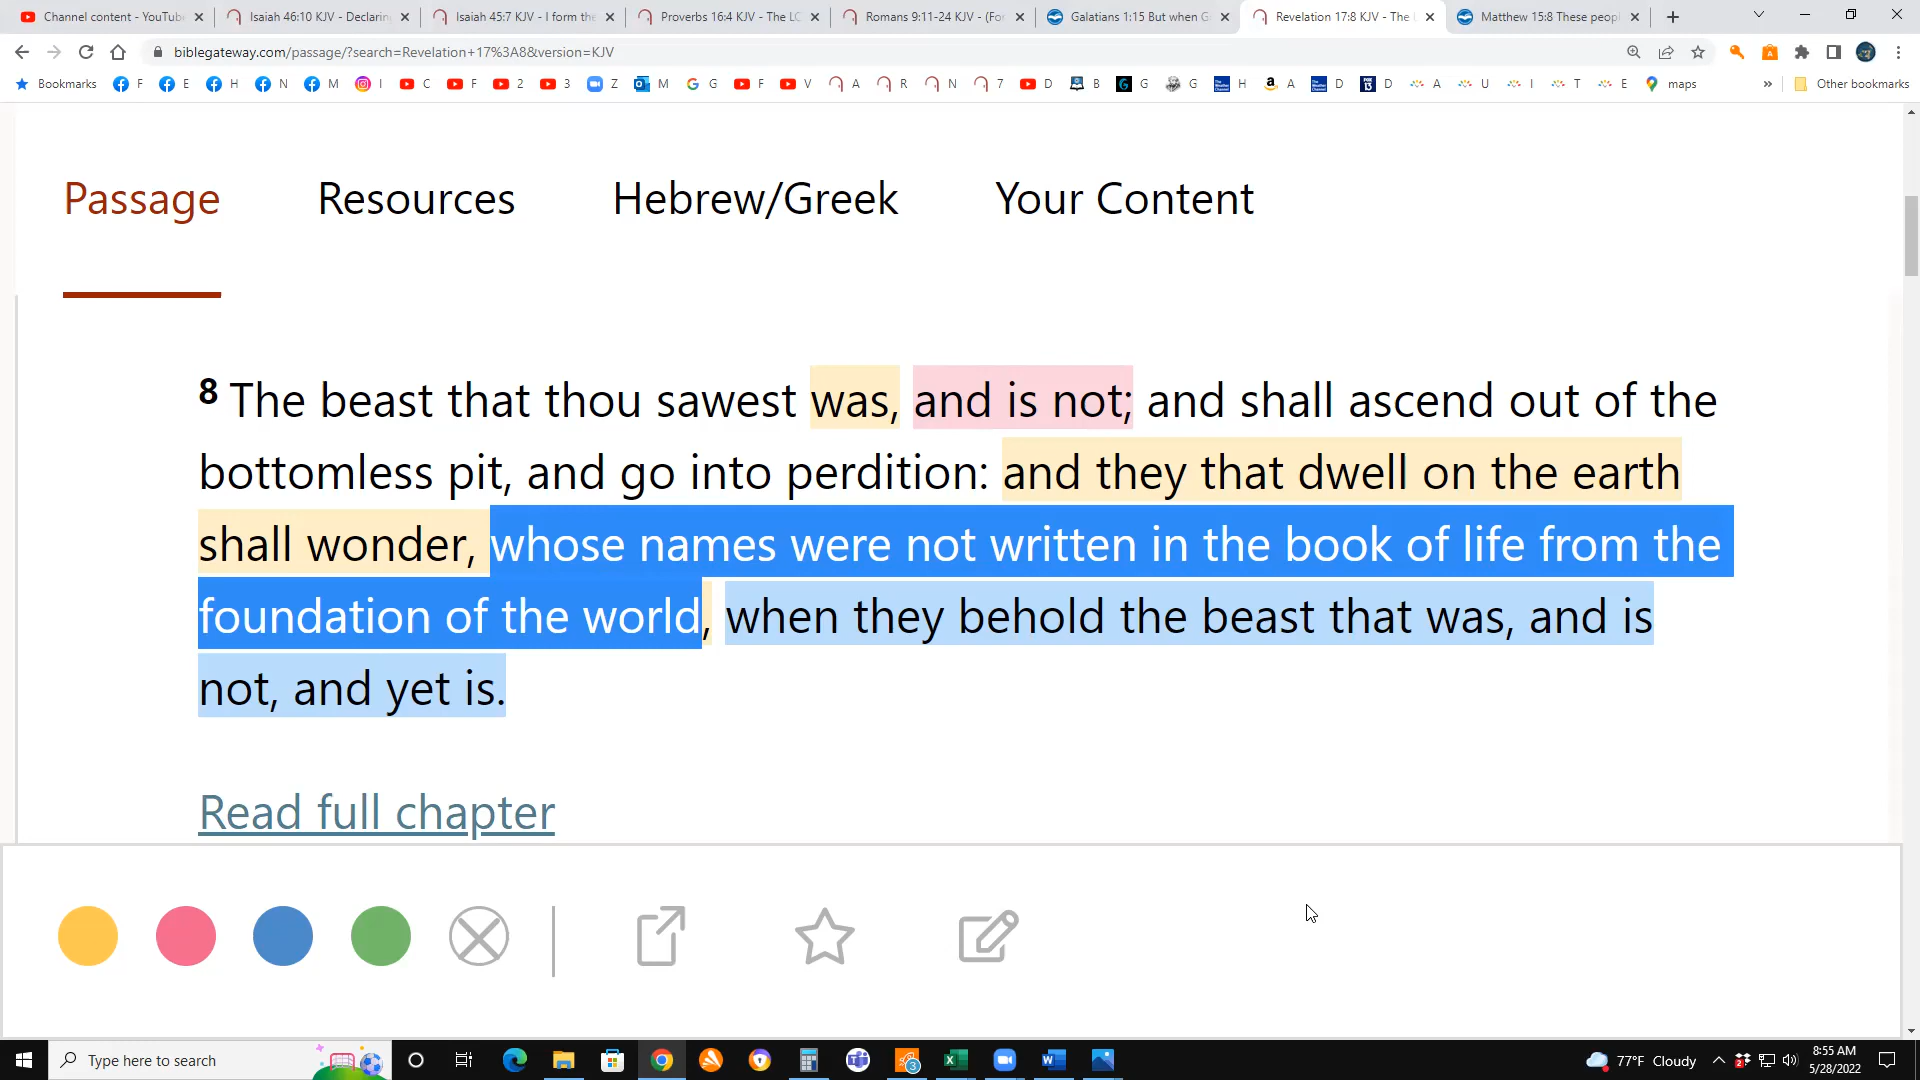 Channel content - YouTube
Isaiah 46:10 KJV - Declarin
Isaiah 45:7 KJV - I form the
Proverbs 16:4 KJV - The LO
Romans 9:11-24 KJV - (For
Galatians 1:15 But when G
Revelation 17:8 KJV - The
Matthew 15:8 These peopl
biblegateway.com/passage/?search=Revelation+17%3A8&version=KJV
Bookmarks F E H N M I C F 2 3 Z M G F V A R N 7 D B G G H A D D A U I T E maps » Other bookmarks
Passage Resources Hebrew/Greek Your Content
8 The beast that thou sawest was, and is not; and shall ascend out of the
bottomless pit, and go into perdition: and they that dwell on the earth
shall wonder, whose names were not written in the book of life from the
foundation of the world, when they behold the beast that was, and is
not, and yet is.
Read full chapter
Type here to search
3
77°F Cloudy
8:55 AM
5/28/2022